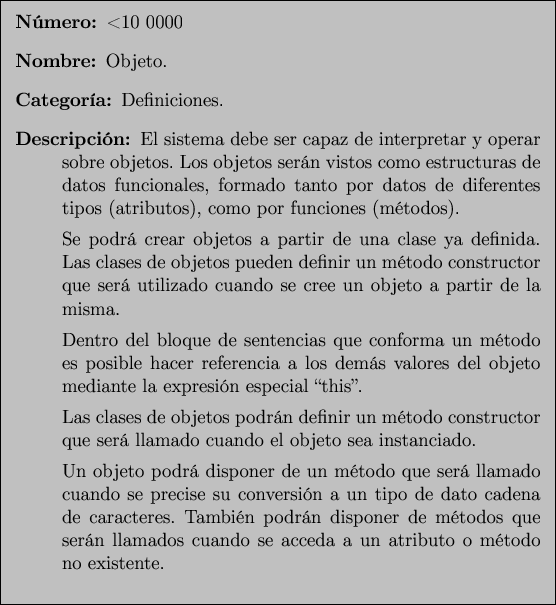 Número: <10 0000
Nombre: Objeto.
Categoría: Definiciones.
Descripción: El sistema debe ser capaz de interpretar y operar
sobre objetos. Los objetos serán vistos como estructuras de
datos funcionales, formado tanto por datos de diferentes
tipos (atributos), como por funciones (métodos).
Se podrá crear objetos a partir de una clase ya definida.
Las clases de objetos pueden definir un método constructor
que será utilizado cuando se cree un objeto a partir de la
misma.
Dentro del bloque de sentencias que conforma un método
es posible hacer referencia a los demás valores del objeto
mediante la expresión especial “this”.
Las clases de objetos podrán definir un método constructor
que será llamado cuando el objeto sea instanciado.
Un objeto podrá disponer de un método que será llamado
cuando se precise su conversión a un tipo de dato cadena
de caracteres. También podrán disponer de métodos que
serán llamados cuando se acceda a un atributo o método
no existente.